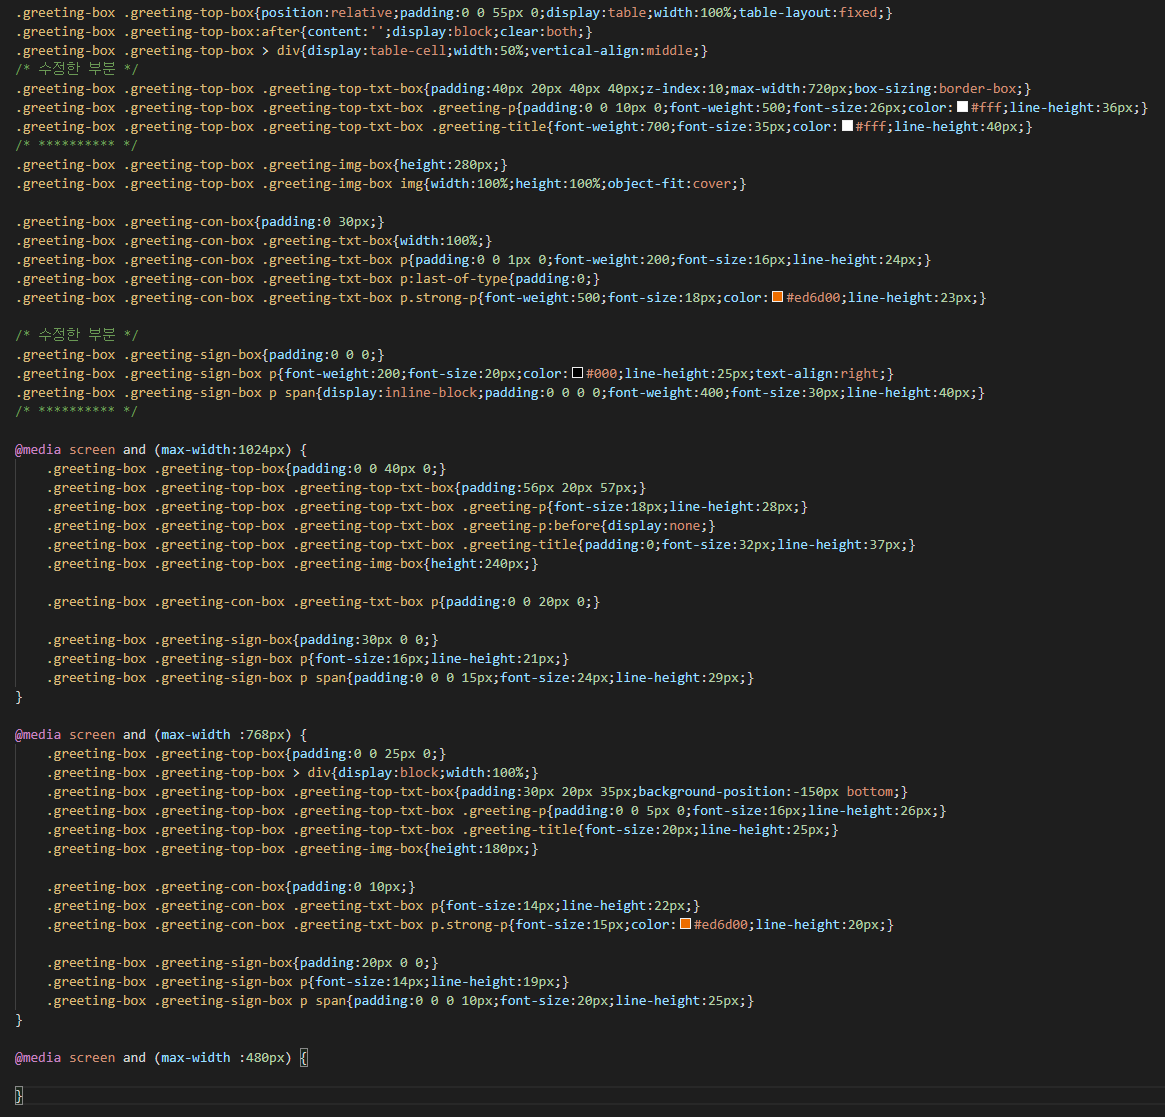 .greeting-box .greeting-top-box{position:relative;padding:0 0 55px 0;display:table;width:100%;table-layout:fixed;}
.greeting-box .greeting-top-box:after{content:'';display:block;clear:both;}
.greeting-box .greeting-top-box > div{display:table-cell;width:50%;vertical-align:middle;}
/* 수정한 부분 */
.greeting-box .greeting-top-box .greeting-top-txt-box{padding:40px 20px 40px 40px;z-index:10;max-width:720px;box-sizing:border-box;}
.greeting-box .greeting-top-box .greeting-top-txt-box .greeting-p{padding:0 0 10px 0;font-weight:500;font-size:26px;color:#fff;line-height:36px;}
.greeting-box .greeting-top-box .greeting-top-txt-box .greeting-title{font-weight:700;font-size:35px;color:#fff;line-height:40px;}
/* ********** */
.greeting-box .greeting-top-box .greeting-img-box{height:280px;}
.greeting-box .greeting-top-box .greeting-img-box img{width:100%;height:100%;object-fit:cover;}

.greeting-box .greeting-con-box{padding:0 30px;}
.greeting-box .greeting-con-box .greeting-txt-box{width:100%;}
.greeting-box .greeting-con-box .greeting-txt-box p{padding:0 0 1px 0;font-weight:200;font-size:16px;line-height:24px;}
.greeting-box .greeting-con-box .greeting-txt-box p:last-of-type{padding:0;}
.greeting-box .greeting-con-box .greeting-txt-box p.strong-p{font-weight:500;font-size:18px;color:#ed6d00;line-height:23px;}

/* 수정한 부분 */
.greeting-box .greeting-sign-box{padding:0 0 0;}
.greeting-box .greeting-sign-box p{font-weight:200;font-size:20px;color:#000;line-height:25px;text-align:right;}
.greeting-box .greeting-sign-box p span{display:inline-block;padding:0 0 0 0;font-weight:400;font-size:30px;line-height:40px;}
/* ********** */

@media screen and (max-width:1024px) {
    .greeting-box .greeting-top-box{padding:0 0 40px 0;}
    .greeting-box .greeting-top-box .greeting-top-txt-box{padding:56px 20px 57px;}
    .greeting-box .greeting-top-box .greeting-top-txt-box .greeting-p{font-size:18px;line-height:28px;}
    .greeting-box .greeting-top-box .greeting-top-txt-box .greeting-p:before{display:none;}
    .greeting-box .greeting-top-box .greeting-top-txt-box .greeting-title{padding:0;font-size:32px;line-height:37px;}
    .greeting-box .greeting-top-box .greeting-img-box{height:240px;}

    .greeting-box .greeting-con-box .greeting-txt-box p{padding:0 0 20px 0;}

    .greeting-box .greeting-sign-box{padding:30px 0 0;}
    .greeting-box .greeting-sign-box p{font-size:16px;line-height:21px;}
    .greeting-box .greeting-sign-box p span{padding:0 0 0 15px;font-size:24px;line-height:29px;}
}

@media screen and (max-width :768px) {
    .greeting-box .greeting-top-box{padding:0 0 25px 0;}
    .greeting-box .greeting-top-box > div{display:block;width:100%;}
    .greeting-box .greeting-top-box .greeting-top-txt-box{padding:30px 20px 35px;background-position:-150px bottom;}
    .greeting-box .greeting-top-box .greeting-top-txt-box .greeting-p{padding:0 0 5px 0;font-size:16px;line-height:26px;}
    .greeting-box .greeting-top-box .greeting-top-txt-box .greeting-title{font-size:20px;line-height:25px;}
    .greeting-box .greeting-top-box .greeting-img-box{height:180px;}

    .greeting-box .greeting-con-box{padding:0 10px;}
    .greeting-box .greeting-con-box .greeting-txt-box p{font-size:14px;line-height:22px;}
    .greeting-box .greeting-con-box .greeting-txt-box p.strong-p{font-size:15px;color:#ed6d00;line-height:20px;}

    .greeting-box .greeting-sign-box{padding:20px 0 0;}
    .greeting-box .greeting-sign-box p{font-size:14px;line-height:19px;}
    .greeting-box .greeting-sign-box p span{padding:0 0 0 10px;font-size:20px;line-height:25px;}
}

@media screen and (max-width :480px) {

}